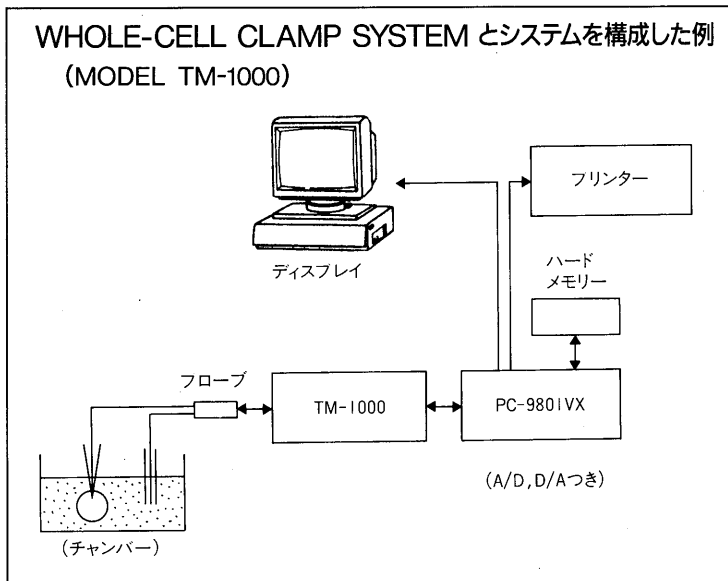 WHOLE-CELL CLAMP SYSTEM とシステムを構成した例
(MODEL TM-1000)
プリンター
ディスプレイ
ハード
メモリー
フローブ
TM-1000
PC-9801VX
(A/D,D/Aつき)
(チャンバー)